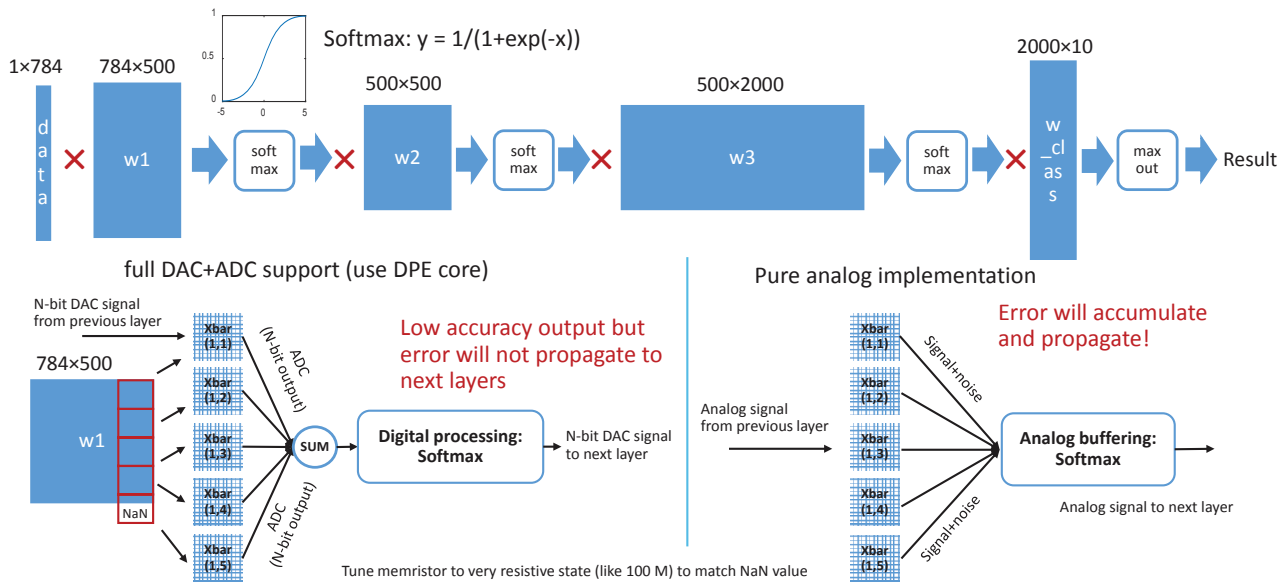 Softmax: y = 1/(1+exp(-x))
1
0.5
0
-5
0
5
1×784
784×500
500×500
500×2000
2000×10
d
a
t
a
w1
soft
max
w2
soft
max
w3
soft
max
w
_cl
as
s
max
out
Result
full DAC+ADC support (use DPE core)
N-bit DAC signal
from previous layer
784×500
w1
NaN
Xbar
(1,1)
Xbar
(1,2)
Xbar
(1,3)
Xbar
(1,4)
Xbar
(1,5)
ADC
(N-bit output)
ADC
(N-bit output)
SUM
Low accuracy output but
error will not propagate to
next layers
Digital processing:
Softmax
N-bit DAC signal
to next layer
Pure analog implementation
Error will accumulate
and propagate!
Analog signal
from previous layer
Xbar
(1,1)
Xbar
(1,2)
Xbar
(1,3)
Xbar
(1,4)
Xbar
(1,5)
Signal+noise
Signal+noise
Analog buffering:
Softmax
Analog signal to next layer
Tune memristor to very resistive state (like 100 M) to match NaN value